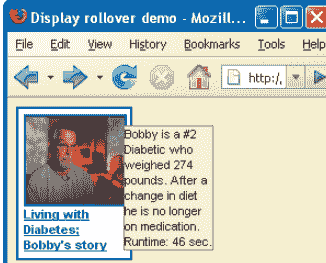 Display rollover demo - Mozill...
File Edit View History Bookmarks Tools Help
http:/
Bobby is a #2
Diabetic who
weighed 274
pounds. After a
change in diet
he is no longer
on medication.
Runtime: 46 sec.
Living with
Diabetes:
Bobby's story